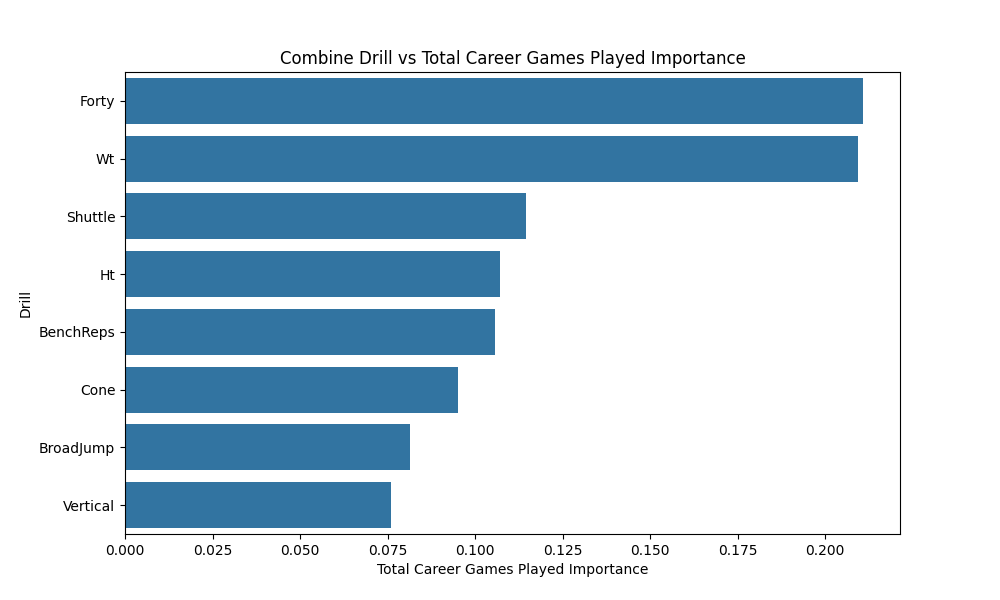 Combine Drill vs Total Career Games Played Importance
Forty
Wt
Shuttle
Ht
BenchReps
Cone
BroadJump
Vertical
Drill
0.000 0.025 0.050 0.075 0.100 0.125 0.150 0.175 0.200
Total Career Games Played Importance